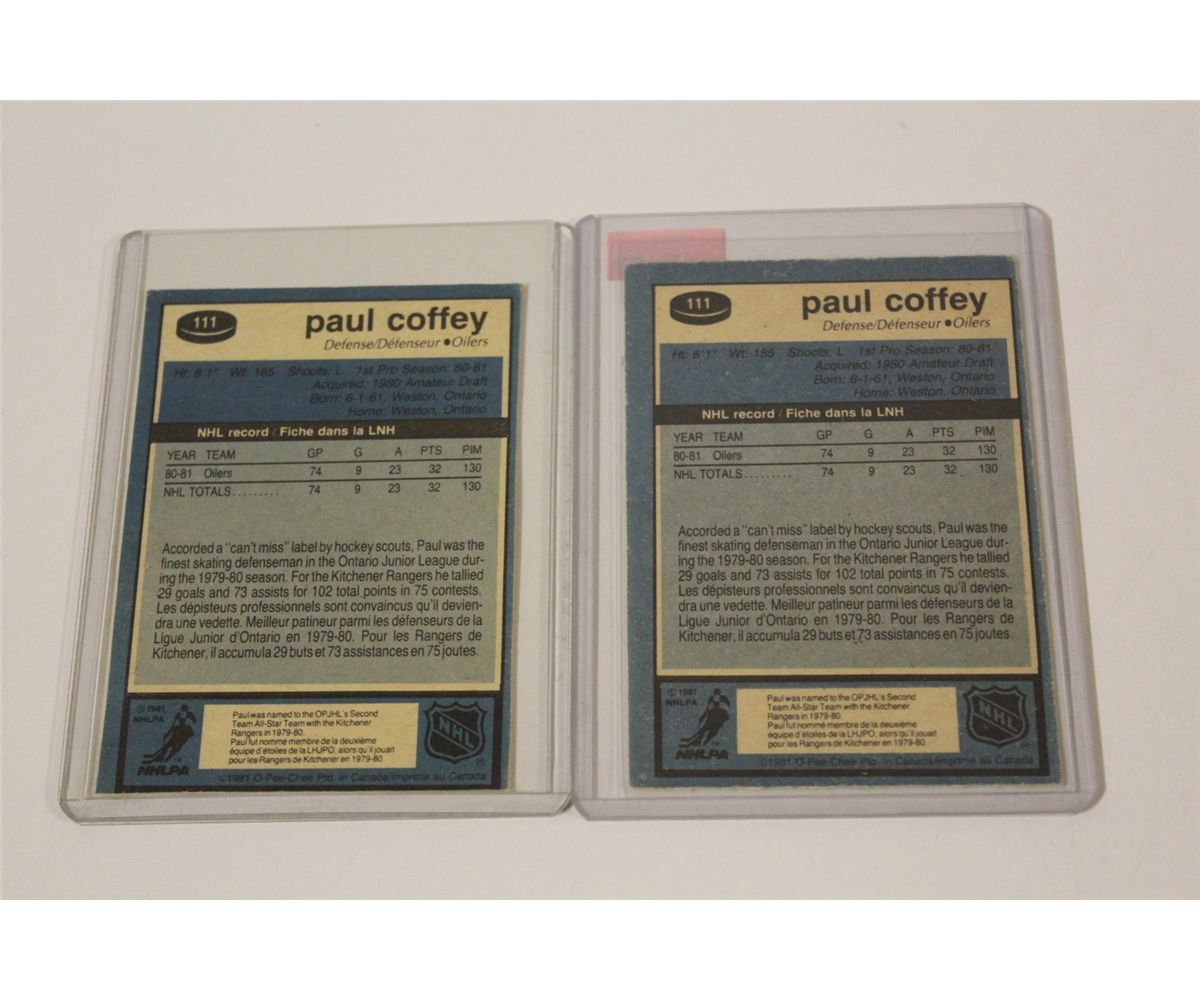 111
paul coffey
Defense/Défenseur • Oilers
Ht: 6'1" Wt: 185 Shoots: L 1st Pro Season: 80-81
Acquired: 1980 Amateur Draft
Born: 6-1-61, Weston, Ontario
Home: Weston, Ontario
NHL record / Fiche dans la LNH
YEAR TEAM GP G A PTS PIM
80-81 Oilers 74 9 23 32 130
NHL TOTALS......... 74 9 23 32 130
Accorded a "can't miss" label by hockey scouts, Paul was the
finest skating defenseman in the Ontario Junior League dur-
ing the 1979-80 season. For the Kitchener Rangers he tallied
29 goals and 73 assists for 102 total points in 75 contests.
Les dépisteurs professionnels sont convaincus qu'il devien-
dra une vedette. Meilleur patineur parmi les défenseurs de la
Ligue Junior d'Ontario en 1979-80. Pour les Rangers de
Kitchener, il accumula 29 buts et 73 assistances en 75 joutes.
© 1981
NHLPA
Paul was named to the OPJHL's Second
Team All-Star Team with the Kitchener
Rangers in 1979-80.
Paul fut nommé membre de la deuxième
équipe d'étoiles de la LHJPO, alors qu'il jouait
pour les Rangers de Kitchener en 1979-80
NHLPA
NHL
©1981 O-Pee-Chee Ptd. in Canada/Imprimé au Canada
111
paul coffey
Defense/Défenseur • Oilers
Ht: 6'1" Wt: 185 Shoots: L 1st Pro Season: 80-81
Acquired: 1980 Amateur Draft
Born: 6-1-61, Weston, Ontario
Home: Weston, Ontario
NHL record / Fiche dans la LNH
YEAR TEAM GP G A PTS PIM
80-81 Oilers 74 9 23 32 130
NHL TOTALS......... 74 9 23 32 130
Accorded a "can't miss" label by hockey scouts, Paul was the
finest skating defenseman in the Ontario Junior League dur-
ing the 1979-80 season. For the Kitchener Rangers he tallied
29 goals and 73 assists for 102 total points in 75 contests.
Les dépisteurs professionnels sont convaincus qu'il devien-
dra une vedette. Meilleur patineur parmi les défenseurs de la
Ligue Junior d'Ontario en 1979-80. Pour les Rangers de
Kitchener, il accumula 29 buts et 73 assistances en 75 joutes.
© 1981
NHLPA
Paul was named to the OPJHL's Second
Team All-Star Team with the Kitchener
Rangers in 1979-80.
Paul fut nommé membre de la deuxième
équipe d'étoiles de la LHJPO, alors qu'il jouait
pour les Rangers de Kitchener en 1979-80
NHLPA
NHL
©1981 O-Pee-Chee Ptd. in Canada/Imprimé au Canada